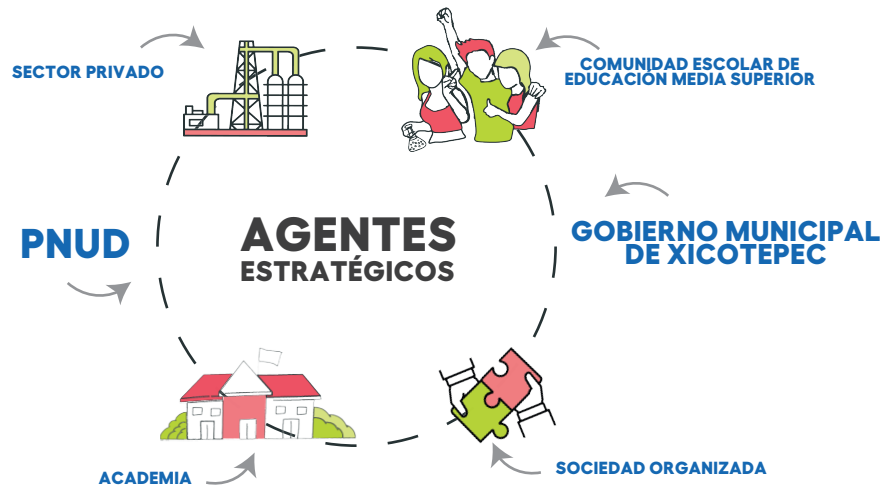 SECTOR PRIVADO
COMUNIDAD ESCOLAR DE
EDUCACIÓN MEDIA SUPERIOR
PNUD
AGENTES
ESTRATÉGICOS
GOBIERNO MUNICIPAL
DE XICOTEPEC
ACADEMIA
SOCIEDAD ORGANIZADA